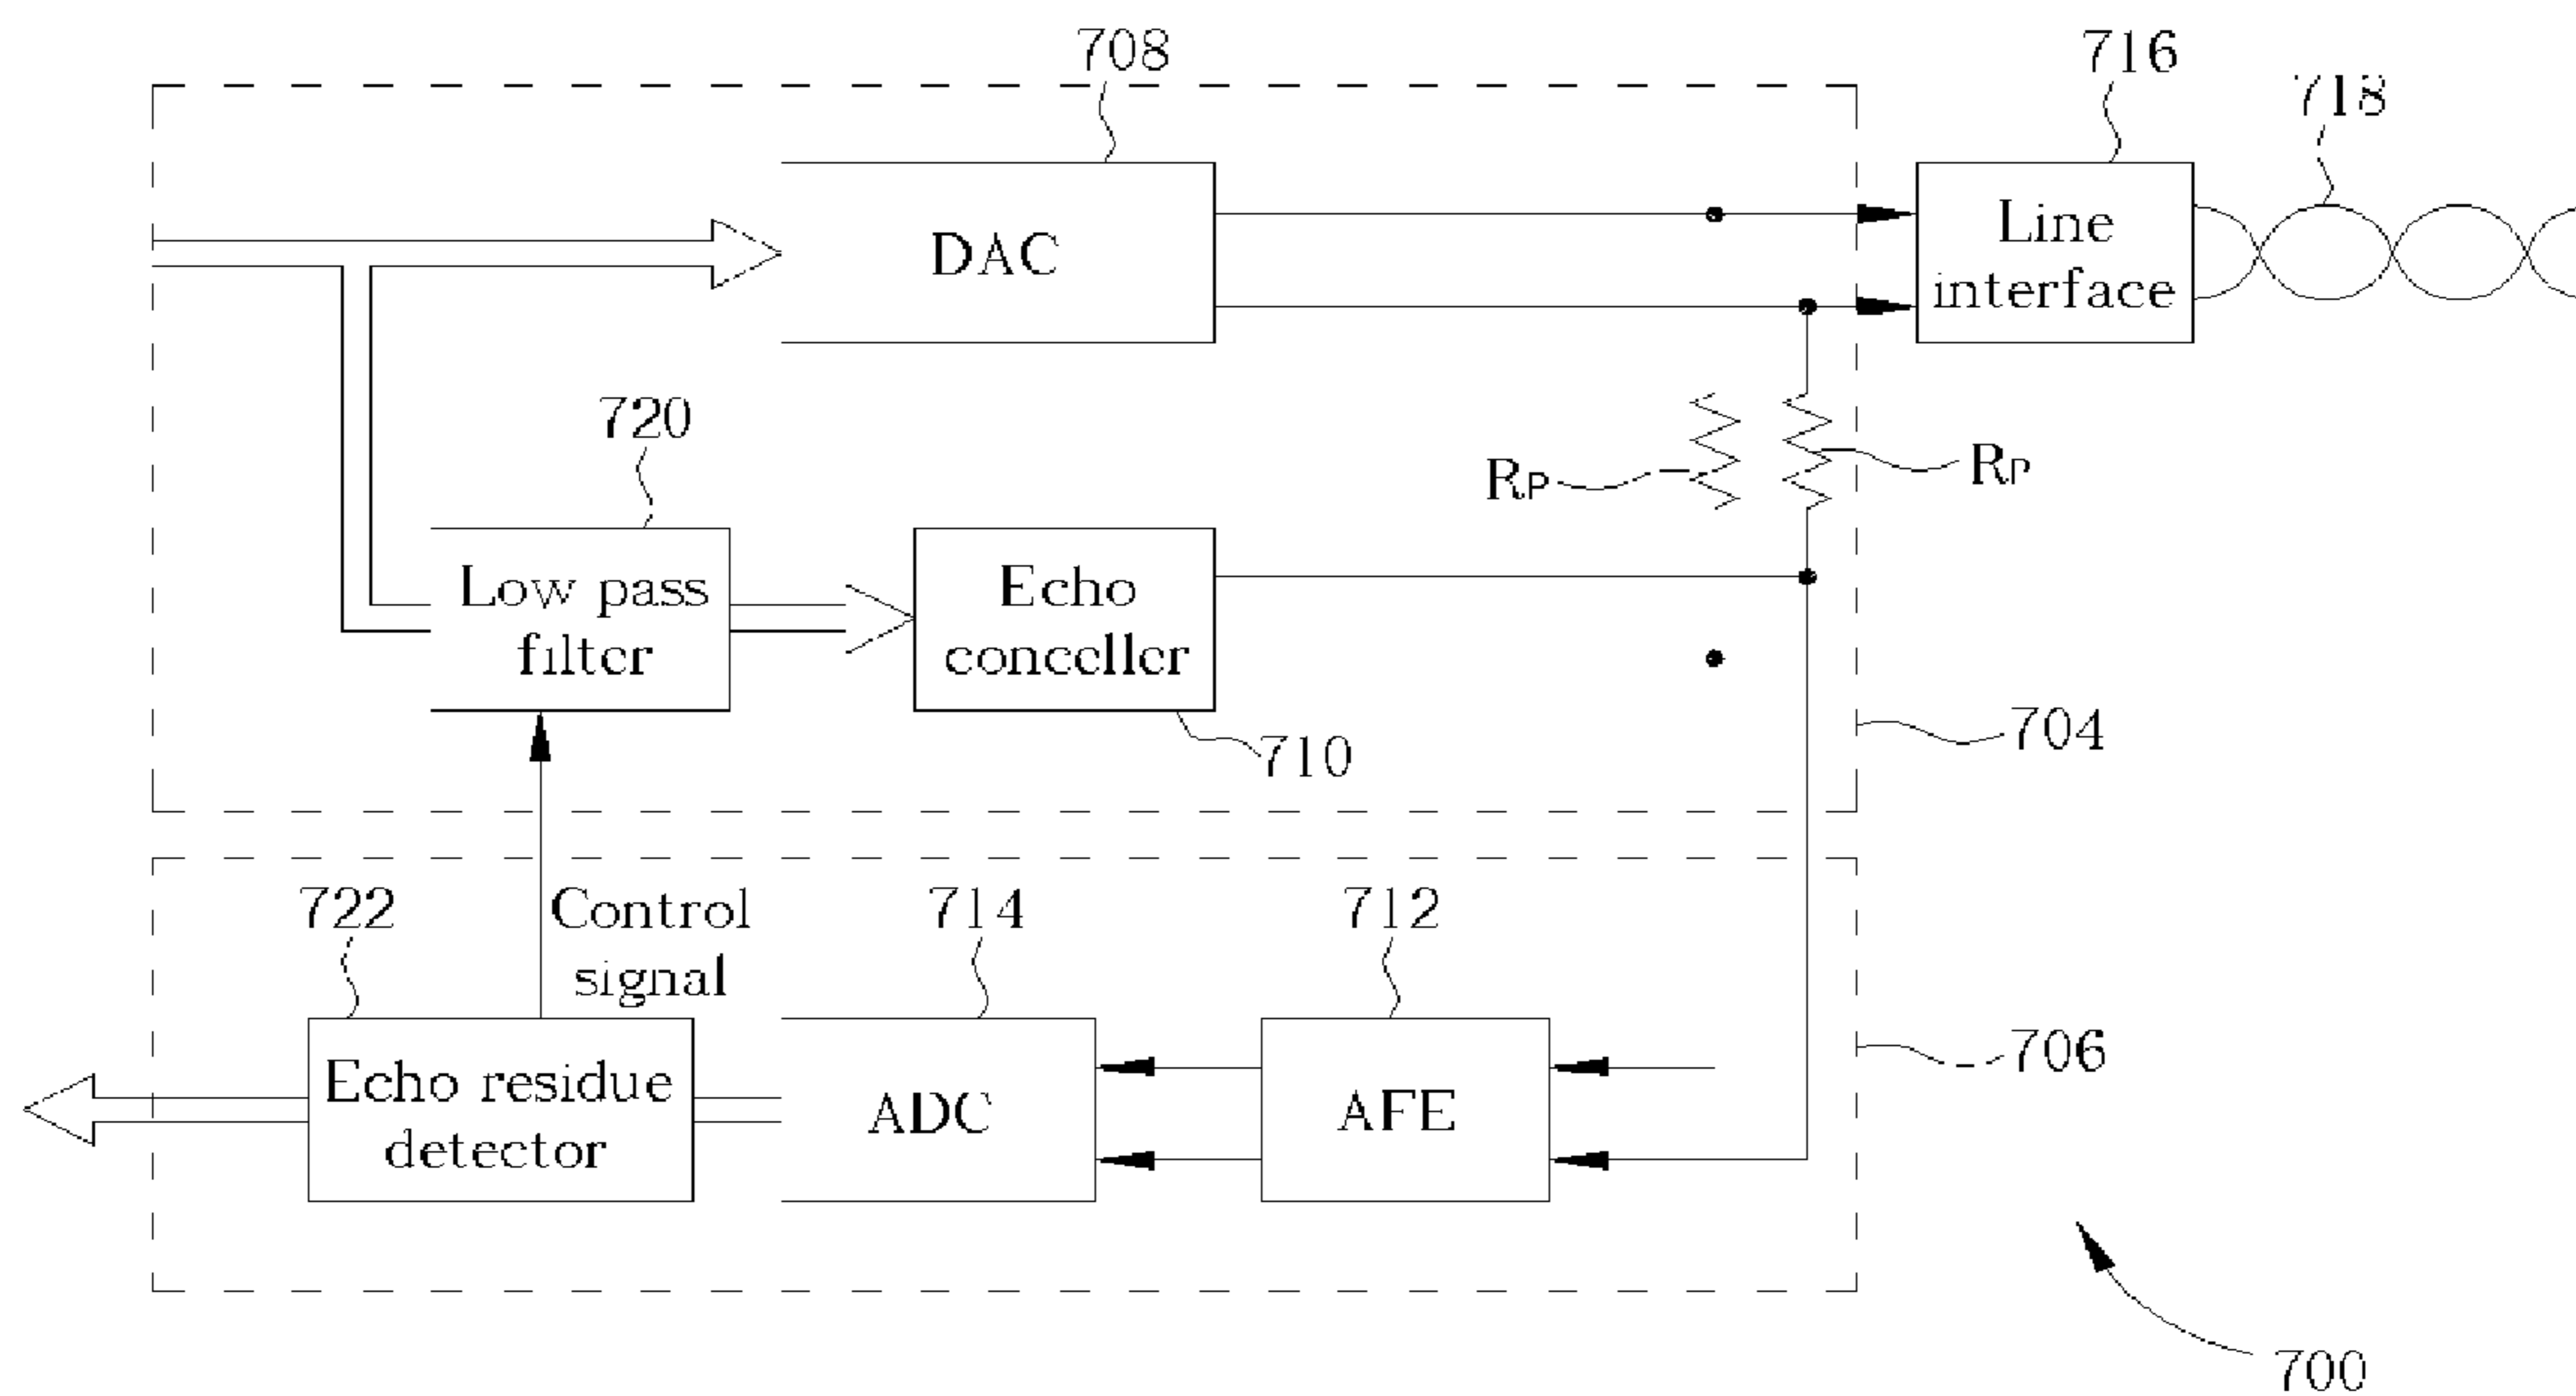 708
716
718
DAC
Line
interface
720
RP
RP
Low pass
filter
Echo
conceller
710
704
722
Control
signal
714
712
Echo residue
detector
ADC
AFE
706
700